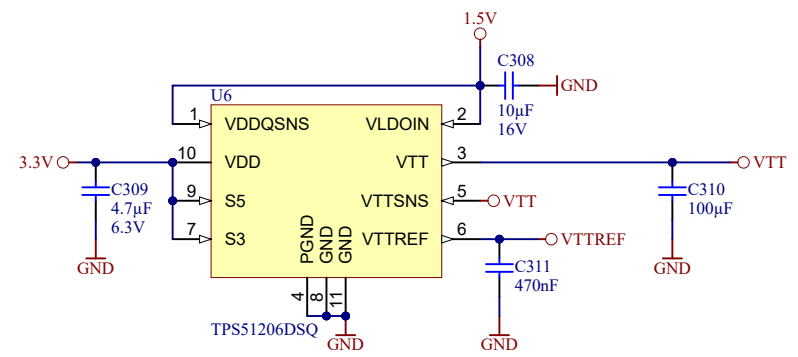 1.5V
C308
GND
10µF
16V
U6
1
VDDQSNS
VLDOIN
2
3.3V
10
VDD
VTT
3
VTT
C309
4.7µF
6.3V
9
S5
VTTSNS
5
VTT
C310
100µF
7
S3
VTTREF
6
VTTREF
PGND
GND
GND
C311
470nF
GND
GND
4
8
11
TPS51206DSQ
GND
GND